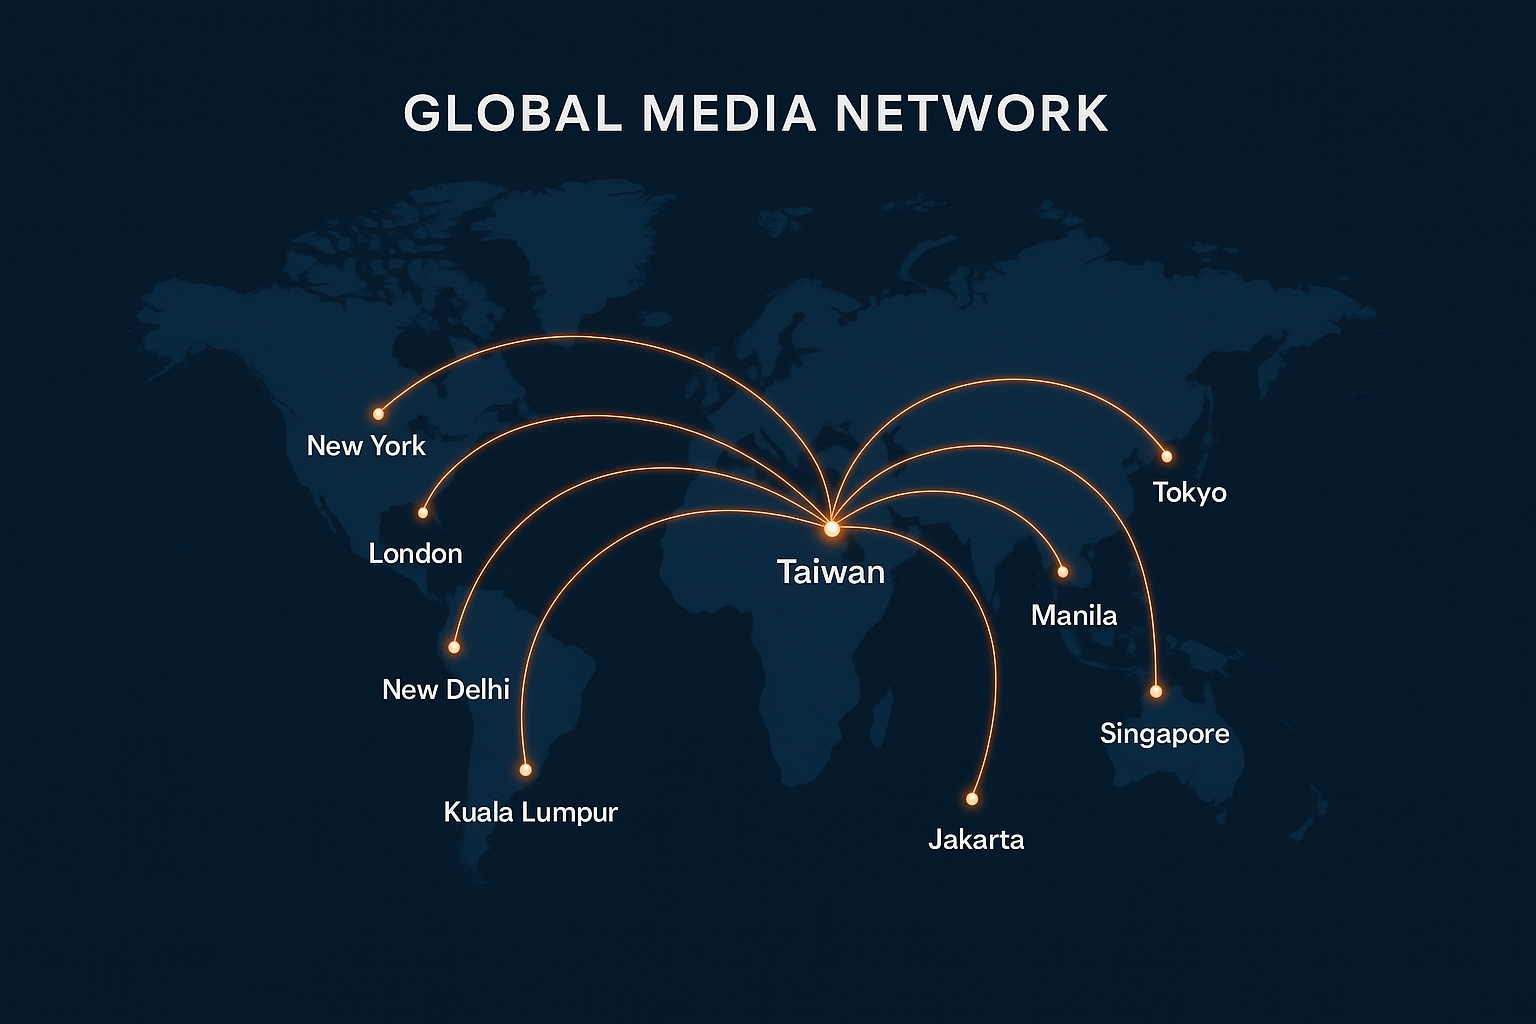 GLOBAL MEDIA NETWORK
New York
Tokyo
London
Taiwan
Manila
New Delhi
Singapore
Kuala Lumpur
Jakarta